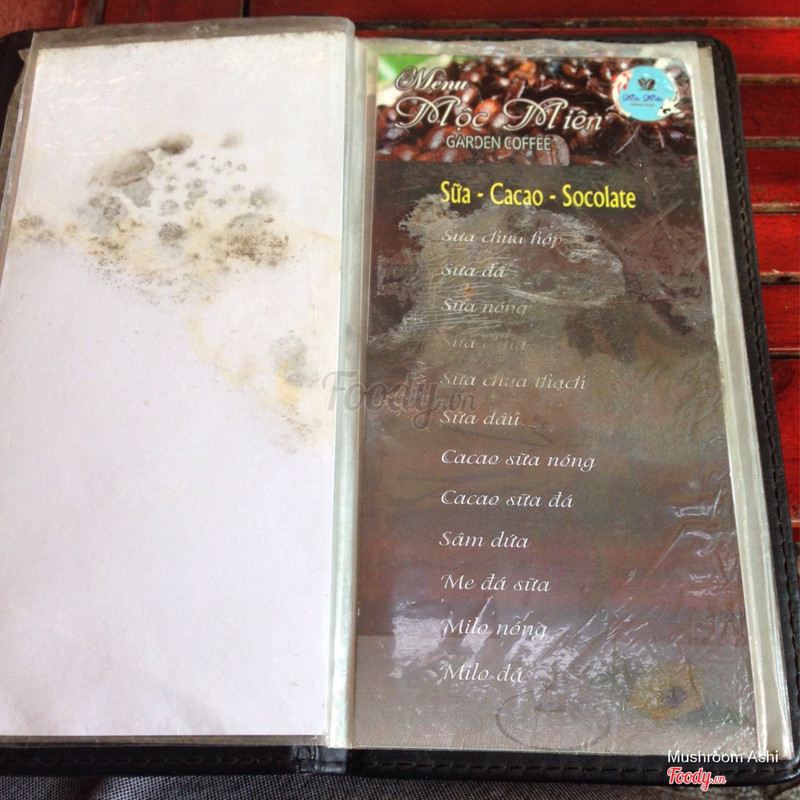 Menu
Mộc Miên
GARDEN COFFEE
Sữa - Cacao - Socolate
Sữa chua hộp
Sữa đá
Sữa nóng
Sữa
Sữa chua thạch
Sữa dâu
Cacao sữa nóng
Cacao sữa đá
Sâm dứa
Me đá sữa
Milo nóng
Milo đá
Foody.vn
Mushroom Ashi
Foody.vn